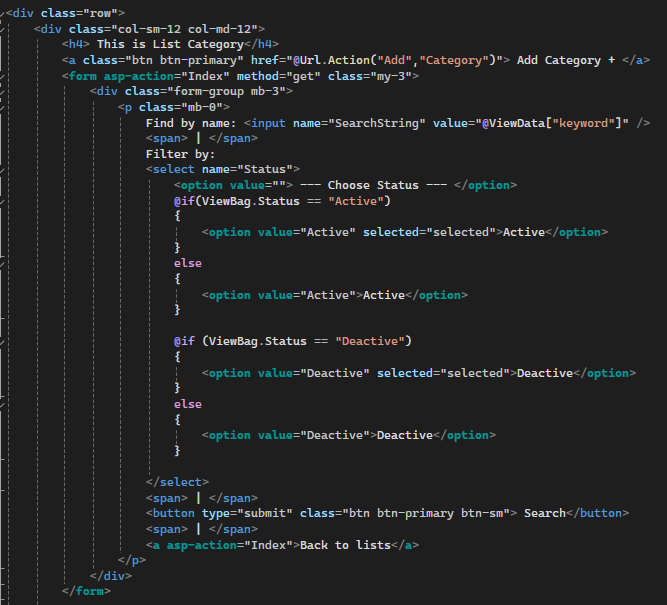 <div class="row">
<div class="col-sm-12 col-md-12">
<h4> This is List Category</h4>
<a class="btn btn-primary" href="@Url.Action("Add","Category")"> Add Category + </a>
<form asp-action="Index" method="get" class="my-3">
<div class="form-group mb-3">
<p class="mb-0">
Find by name: <input name="SearchString" value="@ViewData["keyword"]" />
<span> | </span>
Filter by:
<select name="Status">
<option value=""> --- Choose Status --- </option>
@if(ViewBag.Status == "Active")
{
<option value="Active" selected="selected">Active</option>
}
else
{
<option value="Active">Active</option>
}
@if (ViewBag.Status == "Deactive")
{
<option value="Deactive" selected="selected">Deactive</option>
}
else
{
<option value="Deactive">Deactive</option>
}
</select>
<span> | </span>
<button type="submit" class="btn btn-primary btn-sm"> Search</button>
<span> | </span>
<a asp-action="Index">Back to lists</a>
</p>
</div>
</form>